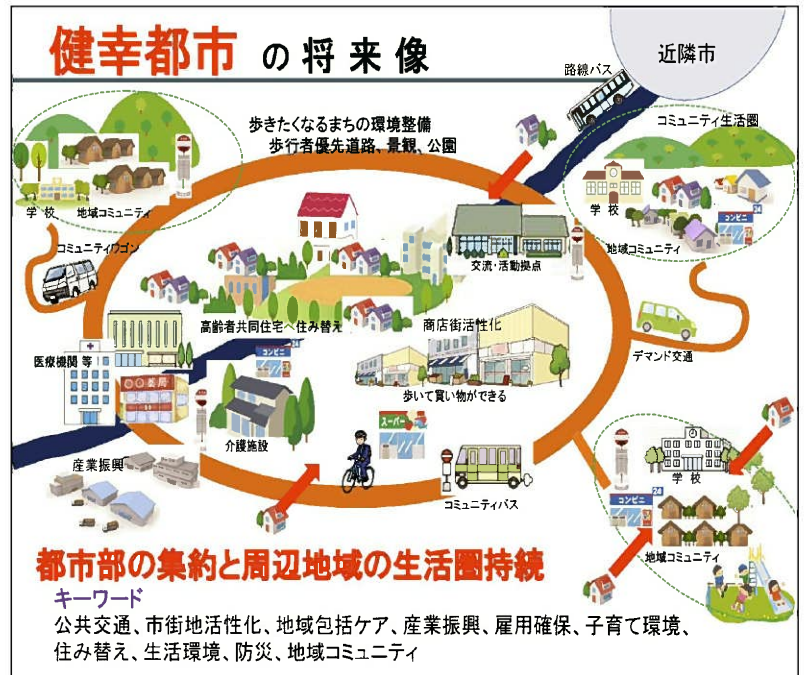 健幸都市 の将来像
近隣市
路線バス
歩きたくなるまちの環境整備
歩行者優先道路、景観、公園
コミュニティ生活圏
学校 地域コミュニティ
学校
コンビニ
24
地域コミュニティ
コミュニティワゴン
交流・活動拠点
高齢者共同住宅へ住み替え
商店街活性化
デマンド交通
医療機関 等
薬局
コンビニ
24
歩いて買い物ができる
介護施設
スーパー
産業振興
コミュニティバス
学校
コンビニ
24
地域コミュニティ
都市部の集約と周辺地域の生活圏持続
キーワード
公共交通、市街地活性化、地域包括ケア、産業振興、雇用確保、子育て環境、
住み替え、生活環境、防災、地域コミュニティ